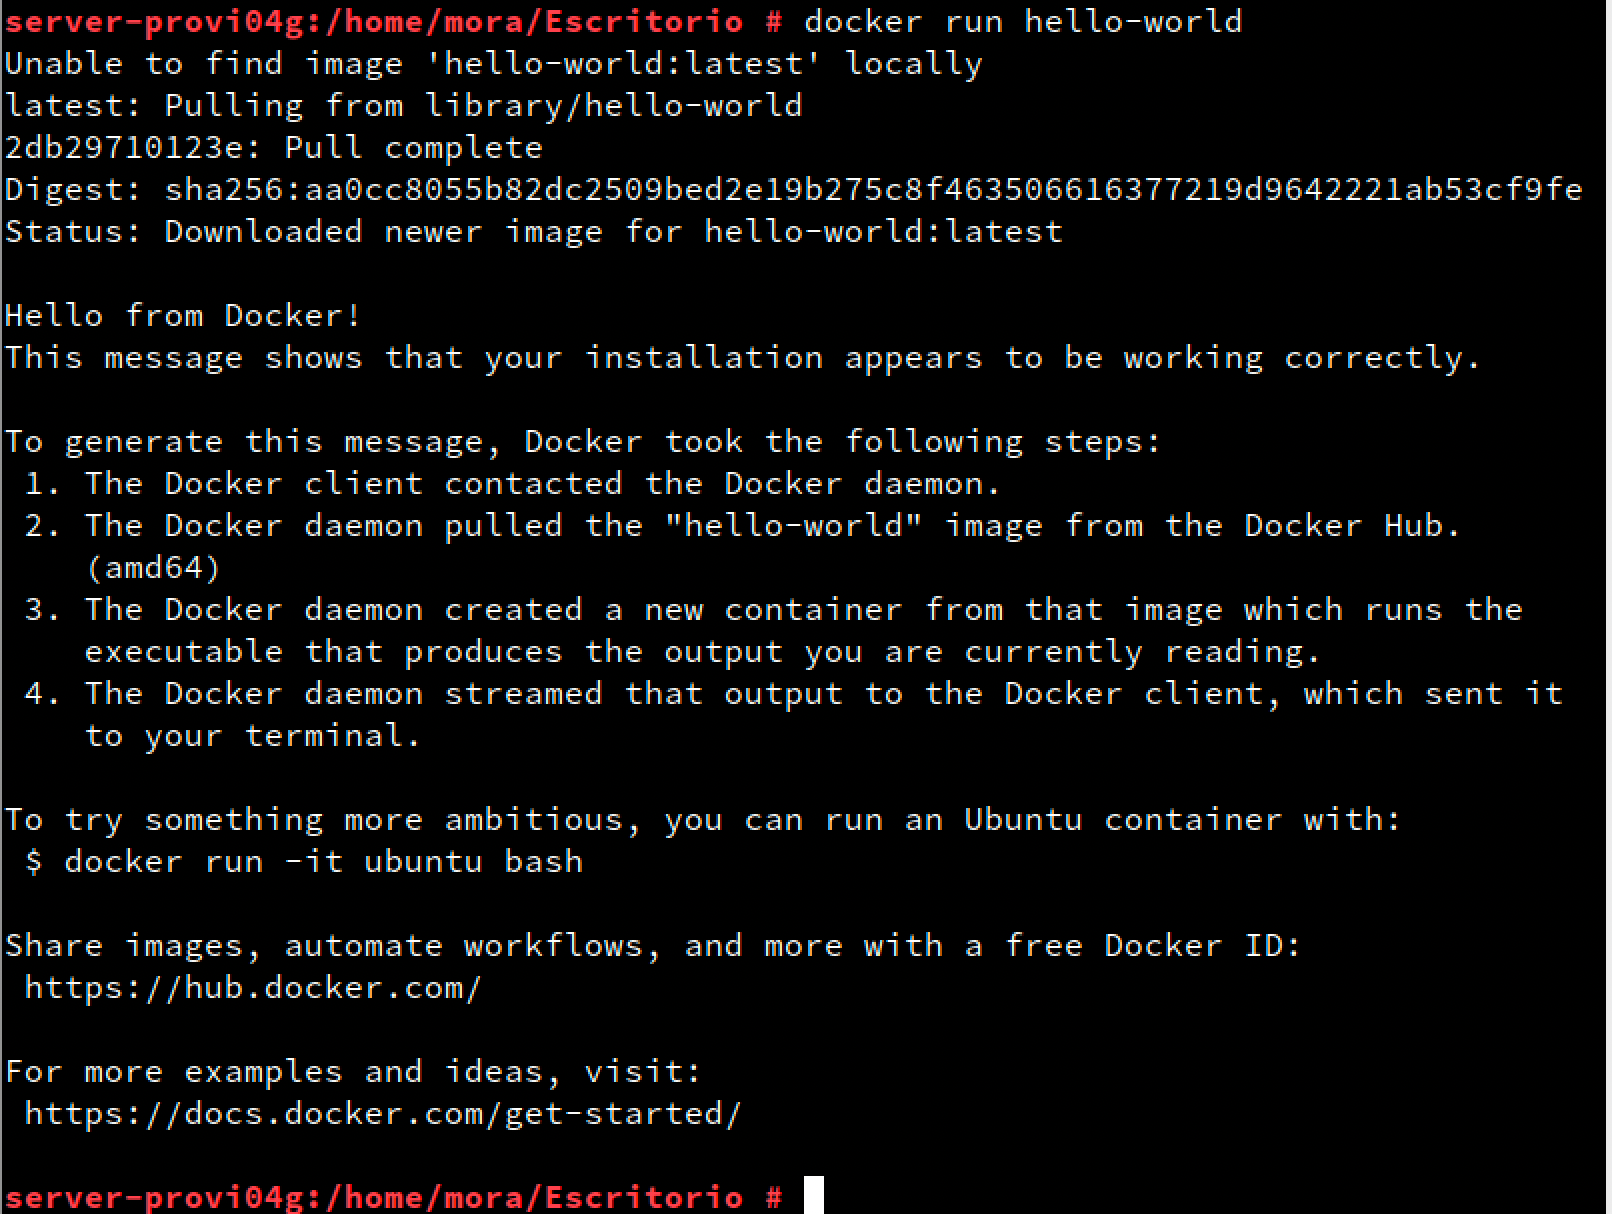 server-provi04g:/home/mora/Escritorio # docker run hello-world
Unable to find image 'hello-world:latest' locally
latest: Pulling from library/hello-world
2db29710123e: Pull complete
Digest: sha256:aa0cc8055b82dc2509bed2e19b275c8f463506616377219d9642221ab53cf9fe
Status: Downloaded newer image for hello-world:latest

Hello from Docker!
This message shows that your installation appears to be working correctly.

To generate this message, Docker took the following steps:
 1. The Docker client contacted the Docker daemon.
 2. The Docker daemon pulled the "hello-world" image from the Docker Hub.
    (amd64)
 3. The Docker daemon created a new container from that image which runs the
    executable that produces the output you are currently reading.
 4. The Docker daemon streamed that output to the Docker client, which sent it
    to your terminal.

To try something more ambitious, you can run an Ubuntu container with:
 $ docker run -it ubuntu bash

Share images, automate workflows, and more with a free Docker ID:
 https://hub.docker.com/

For more examples and ideas, visit:
 https://docs.docker.com/get-started/

server-provi04g:/home/mora/Escritorio #